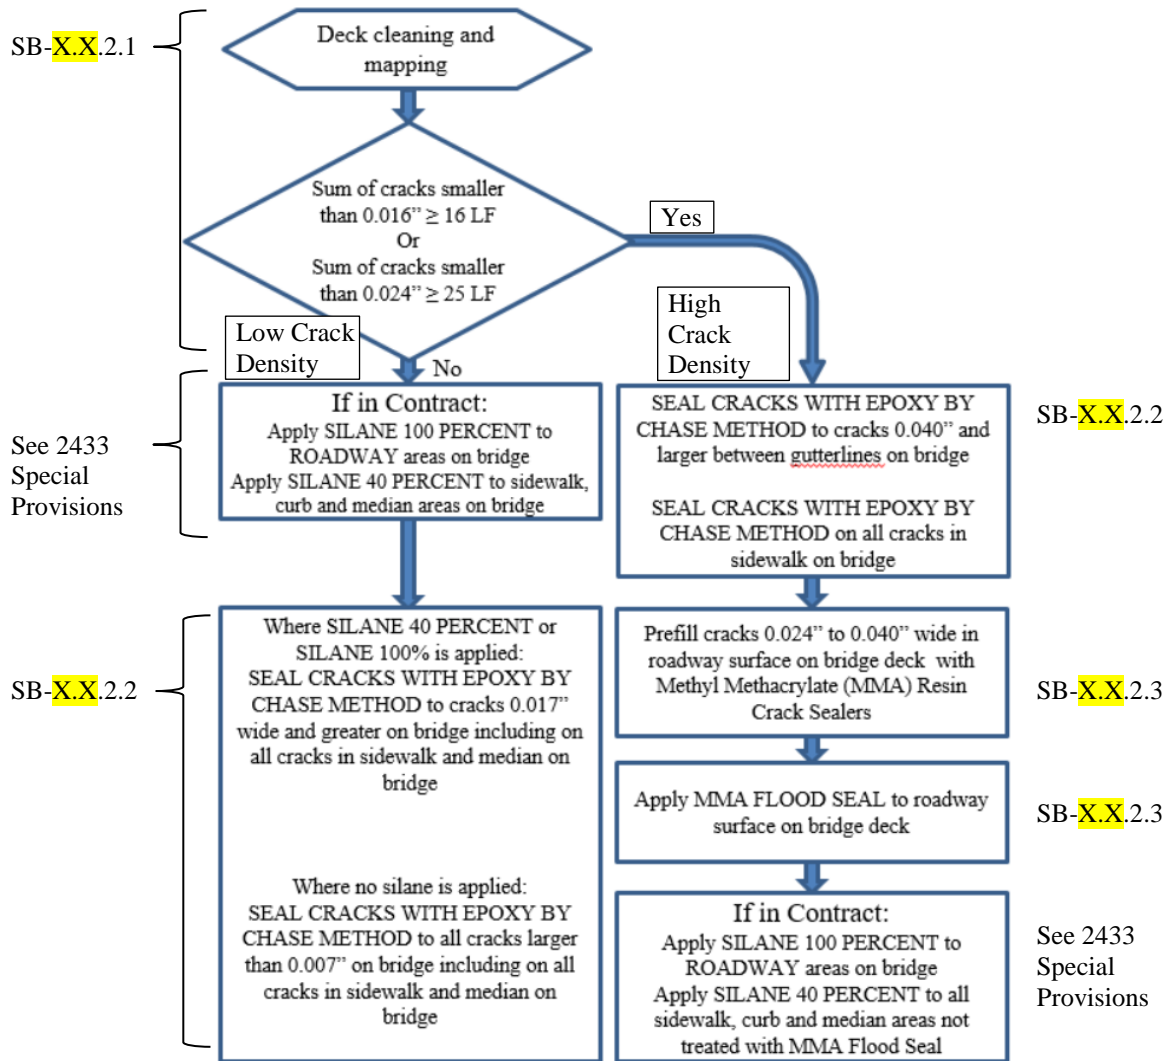 SB-X.X.2.1
Deck cleaning and
mapping
Sum of cracks smaller
than 0.016” ≥ 16 LF
Or
Sum of cracks smaller
than 0.024” ≥ 25 LF
Yes
High
Crack
Density
Low Crack
Density
No
See 2433
Special
Provisions
If in Contract:
Apply SILANE 100 PERCENT to
ROADWAY areas on bridge
Apply SILANE 40 PERCENT to sidewalk,
curb and median areas on bridge
SB-X.X.2.2
Where SILANE 40 PERCENT or
SILANE 100% is applied:
SEAL CRACKS WITH EPOXY BY
CHASE METHOD to cracks 0.017”
wide and greater on bridge including on
all cracks in sidewalk and median on
bridge
Where no silane is applied:
SEAL CRACKS WITH EPOXY BY
CHASE METHOD to all cracks larger
than 0.007” on bridge including on all
cracks in sidewalk and median on
bridge
SEAL CRACKS WITH EPOXY BY
CHASE METHOD to cracks 0.040” and
larger between gutterlines on bridge
SEAL CRACKS WITH EPOXY BY
CHASE METHOD on all cracks in
sidewalk on bridge
SB-X.X.2.2
Prefill cracks 0.024” to 0.040” wide in
roadway surface on bridge deck with
Methyl Methacrylate (MMA) Resin
Crack Sealers
SB-X.X.2.3
Apply MMA FLOOD SEAL to roadway
surface on bridge deck
SB-X.X.2.3
If in Contract:
Apply SILANE 100 PERCENT to
ROADWAY areas on bridge
Apply SILANE 40 PERCENT to all
sidewalk, curb and median areas not
treated with MMA Flood Seal
See 2433
Special
Provisions